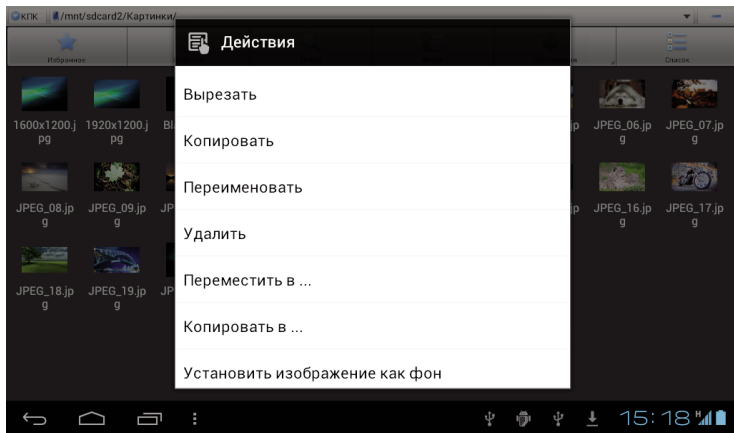 КПК /mnt/sdcard2/Картинки/
Действия
Избранное
Список
Вырезать
Копировать
Переименовать
Удалить
Переместить в ...
Копировать в ...
Установить изображение как фон
1600x1200.j
pg
1920x1200.j
pg
JPEG_06.jp
g
JPEG_07.jp
g
JPEG_08.jp
g
JPEG_09.jp
g
JPEG_16.jp
g
JPEG_17.jp
g
JPEG_18.jp
g
JPEG_19.jp
g
15:18 H